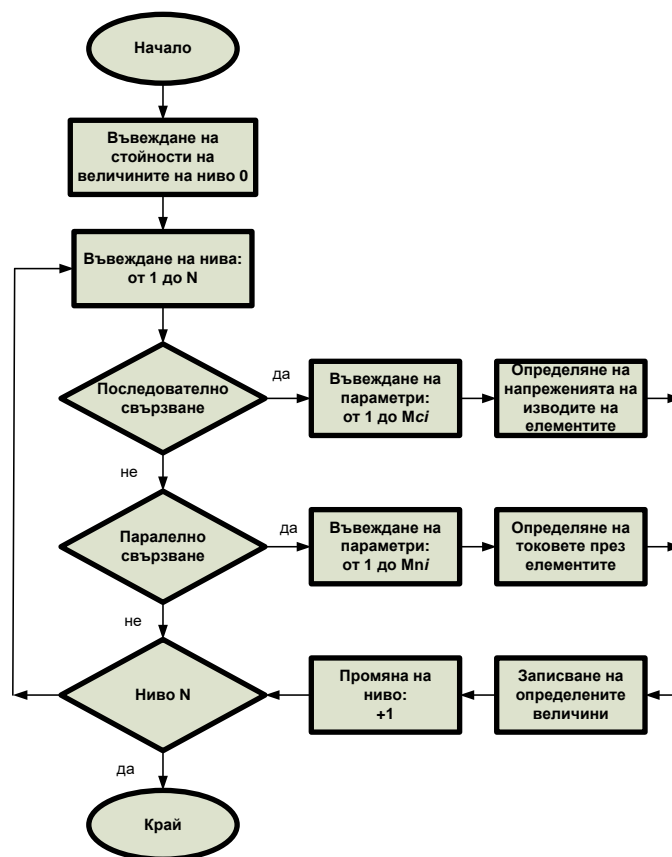 Начало
Въвеждане на
стойности на
величините на ниво 0
Въвеждане на нива:
от 1 до N
Последователно
свързване
да
Въвеждане на
параметри:
от 1 до Mci
Определяне на
напреженията на
изводите на
елементите
не
Паралелно
свързване
да
Въвеждане на
параметри:
от 1 до Mni
Определяне на
токовете през
елементите
не
Ниво N
Промяна на
ниво:
+1
Записване на
определените
величини
да
Край